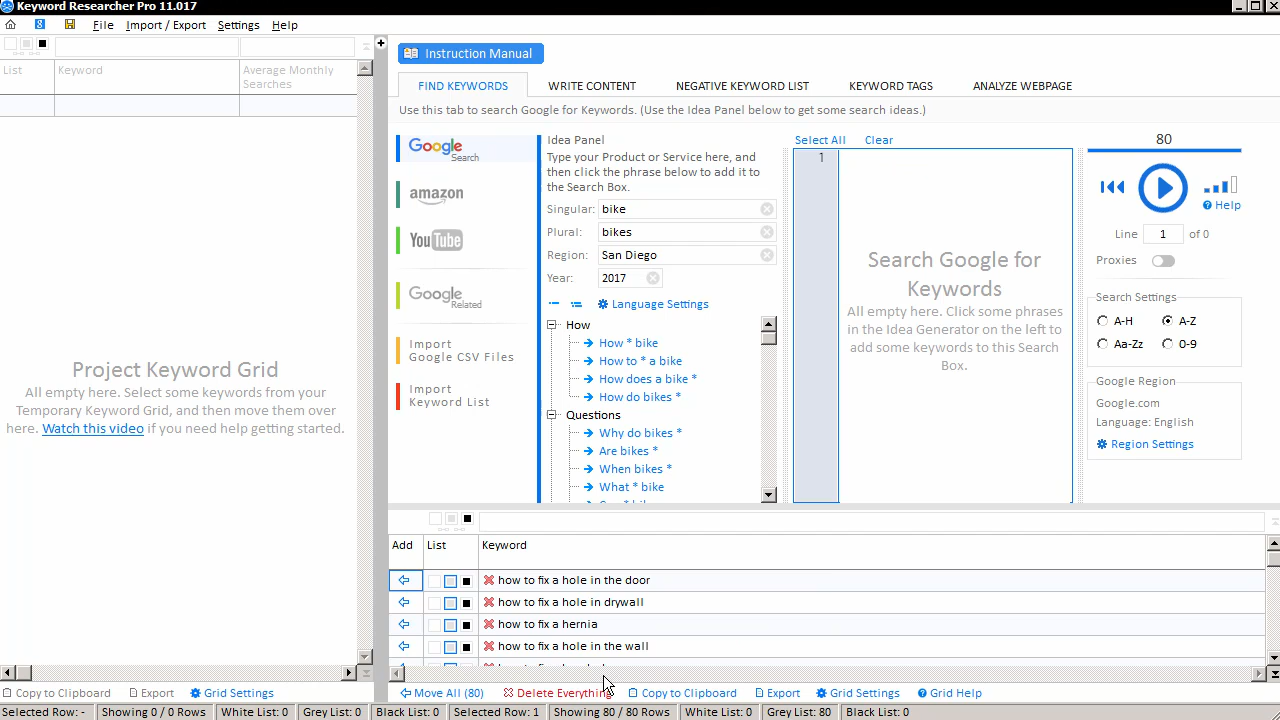 Keyword Researcher Pro 11.017
File
Import / Export
Settings
Help
List
Keyword
Average Monthly
Searches
Project Keyword Grid
All empty here. Select some keywords from your
Temporary Keyword Grid, and then move them over
here. Watch this video if you need help getting started.
Copy to Clipboard
Export
Grid Settings
Selected Row: -
Showing 0 / 0 Rows
White List: 0
Grey List: 0
Black List: 0
Instruction Manual
FIND KEYWORDS
WRITE CONTENT
NEGATIVE KEYWORD LIST
KEYWORD TAGS
ANALYZE WEBPAGE
Use this tab to search Google for Keywords. (Use the Idea Panel below to get some search ideas.)
Google
Search
amazon
YouTube
Google
Related
Import
Google CSV Files
Import
Keyword List
Idea Panel
Type your Product or Service here, and
then click the phrase below to add it to
the Search Box.
Singular: bike
Plural: bikes
Region: San Diego
Year: 2017
Language Settings
How
How * bike
How to * a bike
How does a bike *
How do bikes *
Questions
Why do bikes *
Are bikes *
When bikes *
What * bike
Select All
Clear
1
Search Google for
Keywords
All empty here. Click some phrases
in the Idea Generator on the left to
add some keywords to this Search
Box.
80
Help
Line 1 of 0
Proxies
Search Settings
A-H
A-Z
Aa-Zz
0-9
Google Region
Google.com
Language: English
Region Settings
Add
List
Keyword
how to fix a hole in the door
how to fix a hole in drywall
how to fix a hernia
how to fix a hole in the wall
Move All (80)
Delete Everything
Copy to Clipboard
Export
Grid Settings
Grid Help
Selected Row: 1
Showing 80 / 80 Rows
White List: 0
Grey List: 80
Black List: 0